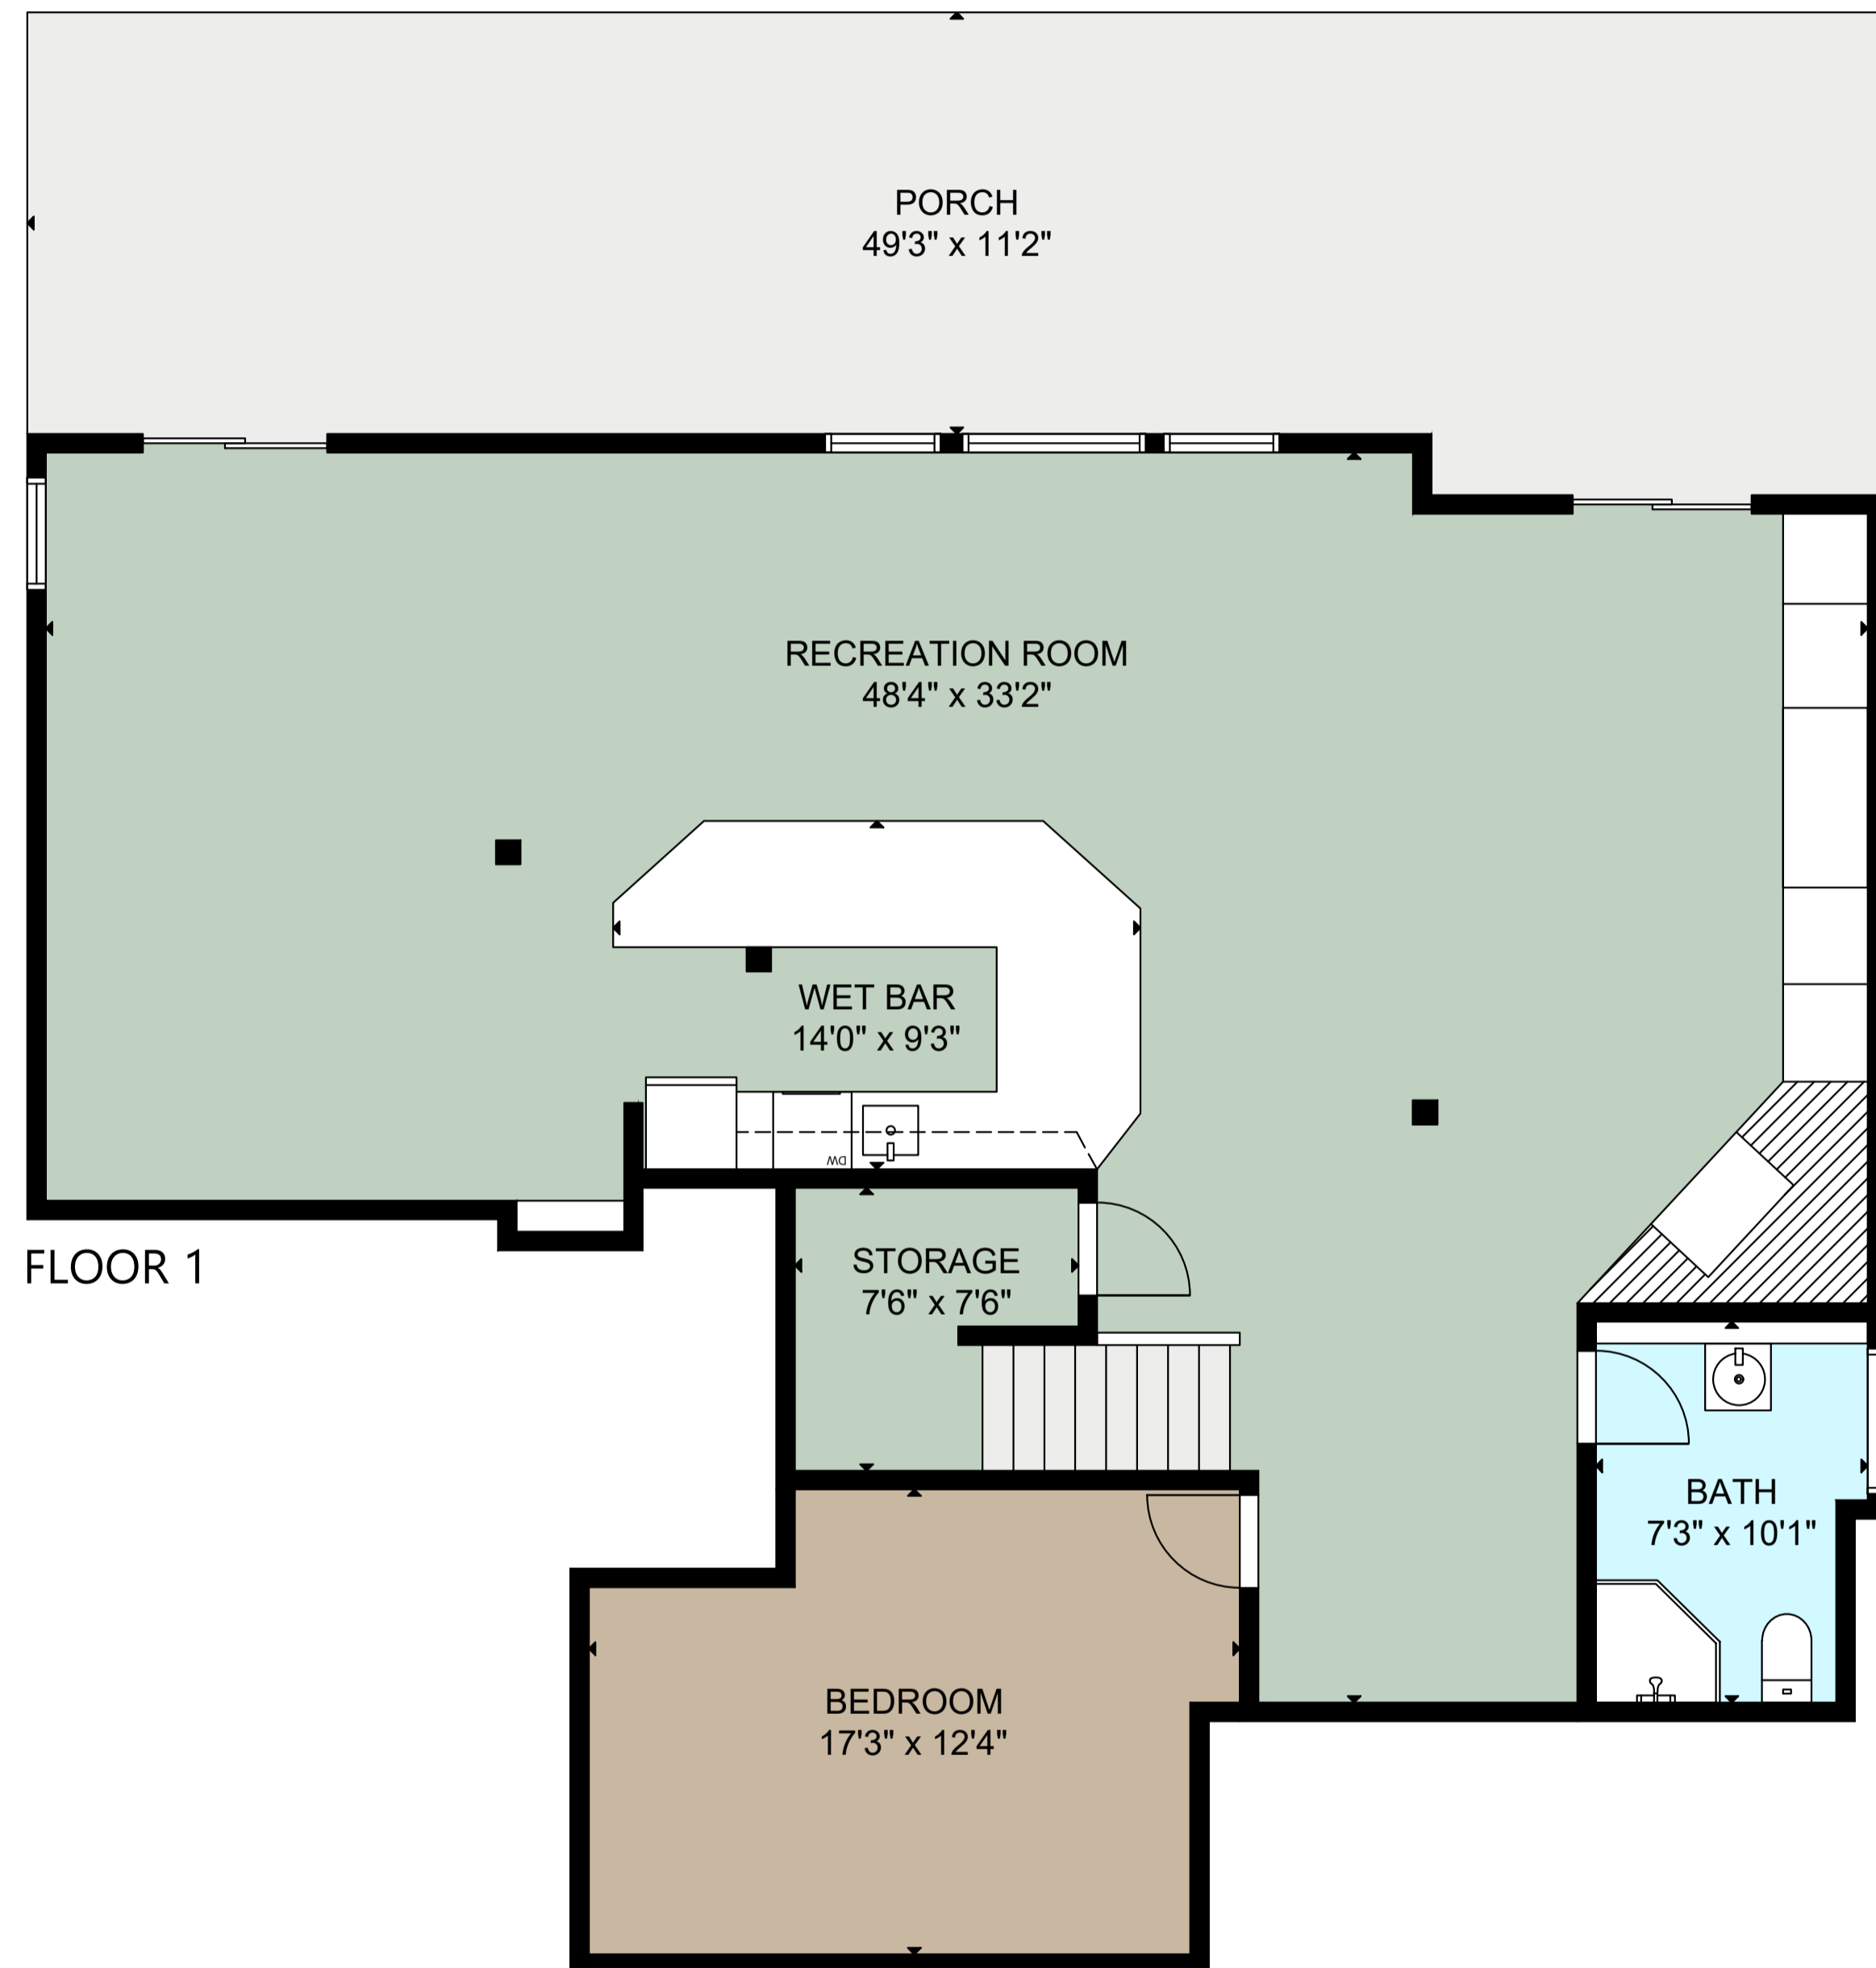 PORCH
49'3" x 11'2"
RECREATION ROOM
48'4" x 33'2"
WET BAR
14'0" x 9'3"
DW
STORAGE
7'6" x 7'6"
FLOOR 1
BATH
7'3" x 10'1"
BEDROOM
17'3" x 12'4"